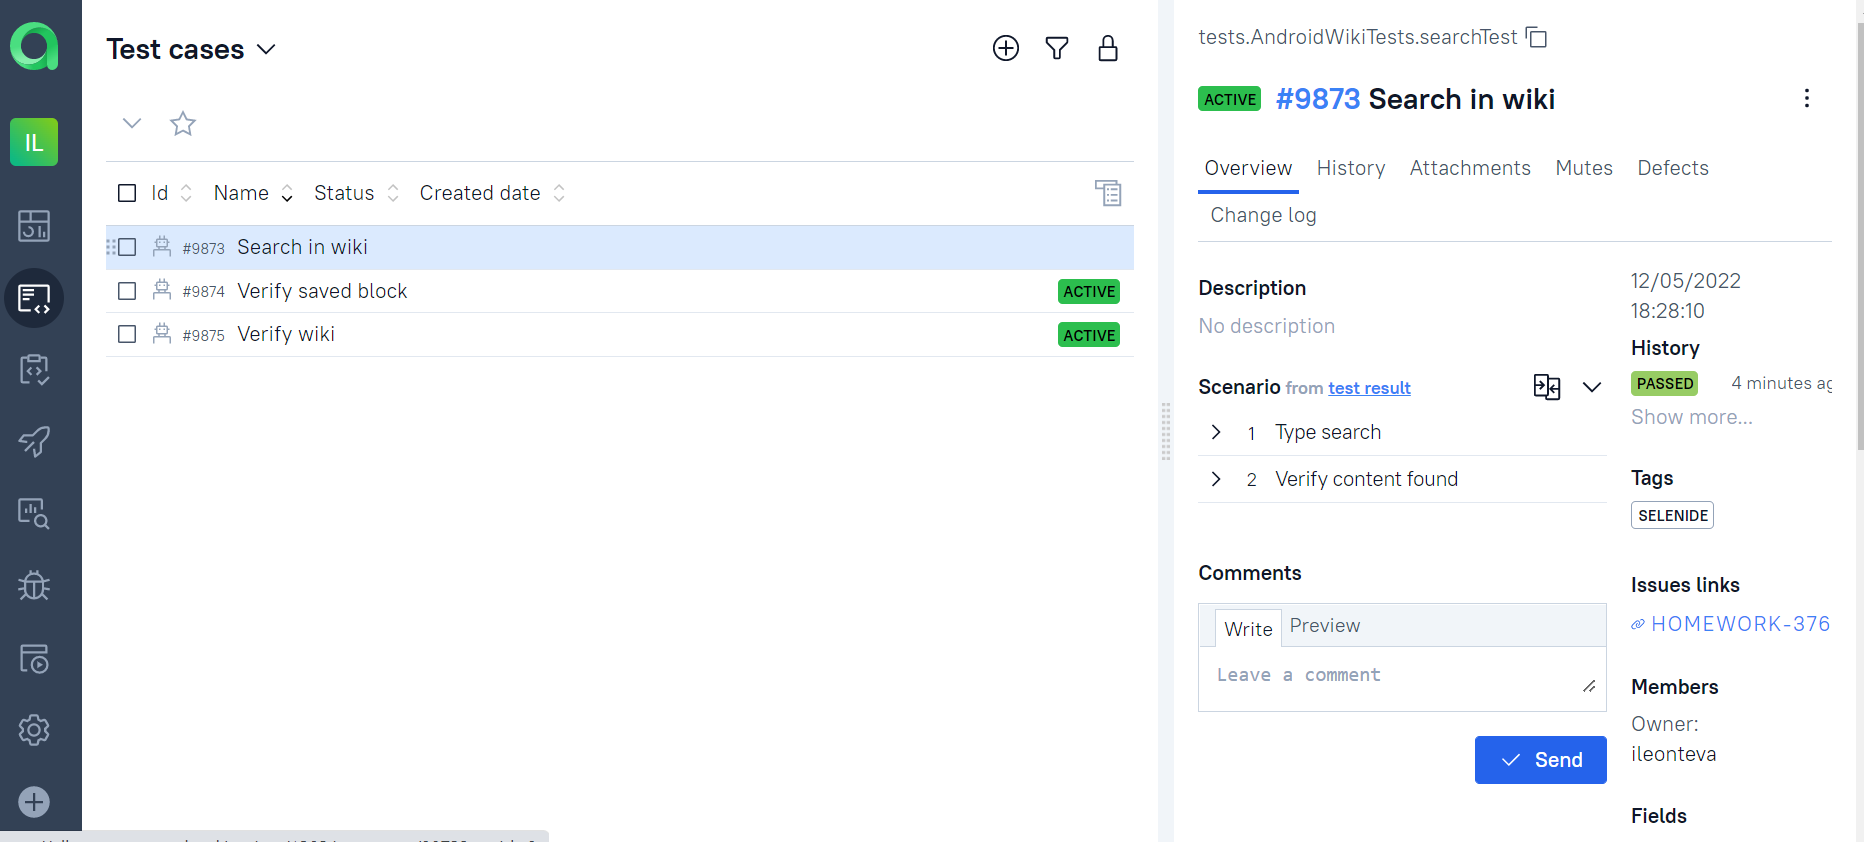 Test cases
IL
Id Name Status Created date
#9873 Search in wiki
#9874 Verify saved block ACTIVE
#9875 Verify wiki ACTIVE
tests.AndroidWikiTests.searchTest
ACTIVE #9873 Search in wiki
Overview History Attachments Mutes Defects
Change log
Description
No description
Scenario from test result
1 Type search
2 Verify content found
Comments
Write Preview
Leave a comment
Send
12/05/2022
18:28:10
History
PASSED 4 minutes ag
Show more...
Tags
SELENIDE
Issues links
HOMEWORK-376
Members
Owner:
ileonteva
Fields